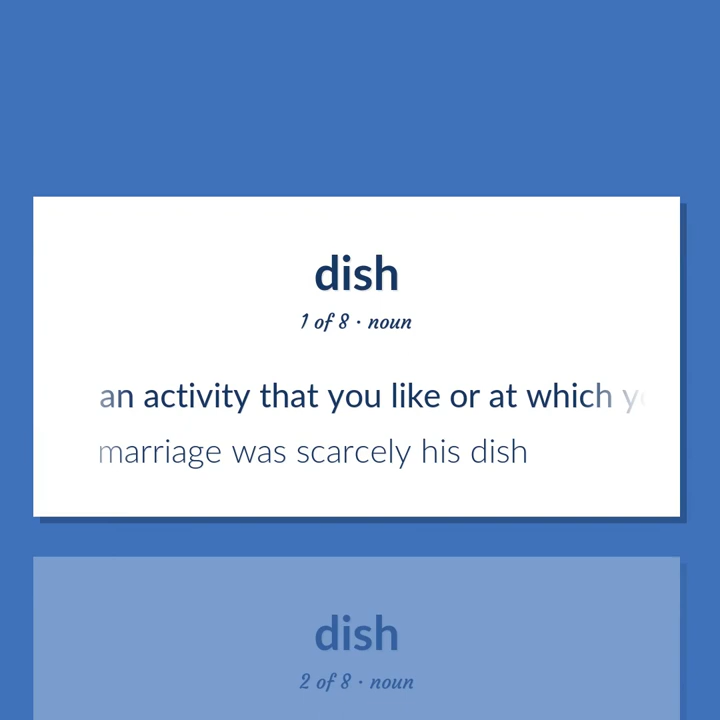 dish
1 of 8 · noun
an activity that you like or at which
marriage was scarcely his dish
dish
2 of 8 · noun